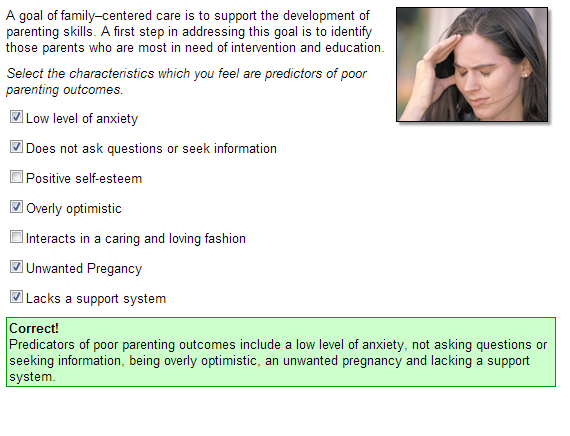 A goal of family–centered care is to support the development of
parenting skills. A first step in addressing this goal is to identify
those parents who are most in need of intervention and education.
Select the characteristics which you feel are predictors of poor
parenting outcomes.
Low level of anxiety
Does not ask questions or seek information
Positive self-esteem
Overly optimistic
Interacts in a caring and loving fashion
Unwanted Pregancy
Lacks a support system
Correct!
Predicators of poor parenting outcomes include a low level of anxiety, not asking questions or
seeking information, being overly optimistic, an unwanted pregnancy and lacking a support
system.